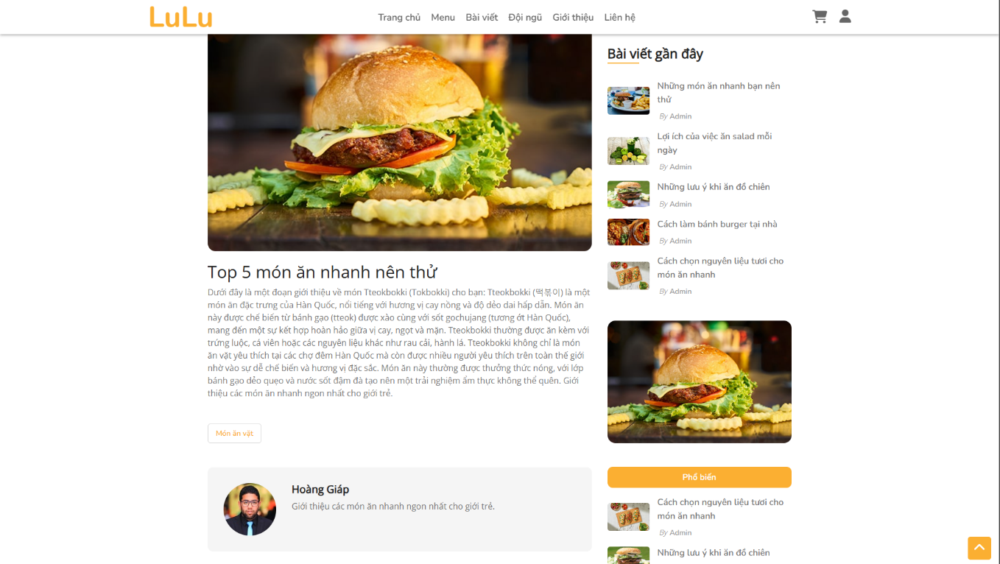 LuLu
Trang chủ Menu Bài viết Đội ngũ Giới thiệu Liên hệ
Top 5 món ăn nhanh nên thử
Dưới đây là một đoạn giới thiệu về món Tteokbokki (Tokbokki) cho bạn: Tteokbokki (떡볶이) là một
món ăn đặc trưng của Hàn Quốc, nổi tiếng với hương vị cay nồng và độ dẻo dai hấp dẫn. Món ăn
này được chế biến từ bánh gạo (tteok) được xào cùng với sốt gochujang (tương ớt Hàn Quốc),
mang đến một sự kết hợp hoàn hảo giữa vị cay, ngọt và mặn. Tteokbokki thường được ăn kèm với
trứng luộc, cá viên hoặc các nguyên liệu khác như rau cải, hành lá. Tteokbokki không chỉ là món
ăn vặt yêu thích tại các chợ đêm Hàn Quốc mà còn được nhiều người yêu thích trên toàn thế giới
nhờ vào sự dễ chế biến và hương vị đặc sắc. Món ăn này thường được thưởng thức nóng, với lớp
bánh gạo dẻo quẹo và nước sốt đậm đà tạo nên một trải nghiệm ẩm thực không thể quên. Giới
thiệu các món ăn nhanh ngon nhất cho giới trẻ.
Món ăn vặt
Hoàng Giáp
Giới thiệu các món ăn nhanh ngon nhất cho giới trẻ.
Bài viết gần đây
Những món ăn nhanh bạn nên
thử
By Admin
Lợi ích của việc ăn salad mỗi
ngày
By Admin
Những lưu ý khi ăn đồ chiên
By Admin
Cách làm bánh burger tại nhà
By Admin
Cách chọn nguyên liệu tươi cho
món ăn nhanh
By Admin
Phổ biến
Cách chọn nguyên liệu tươi cho
món ăn nhanh
By Admin
Những lưu ý khi ăn đồ chiên